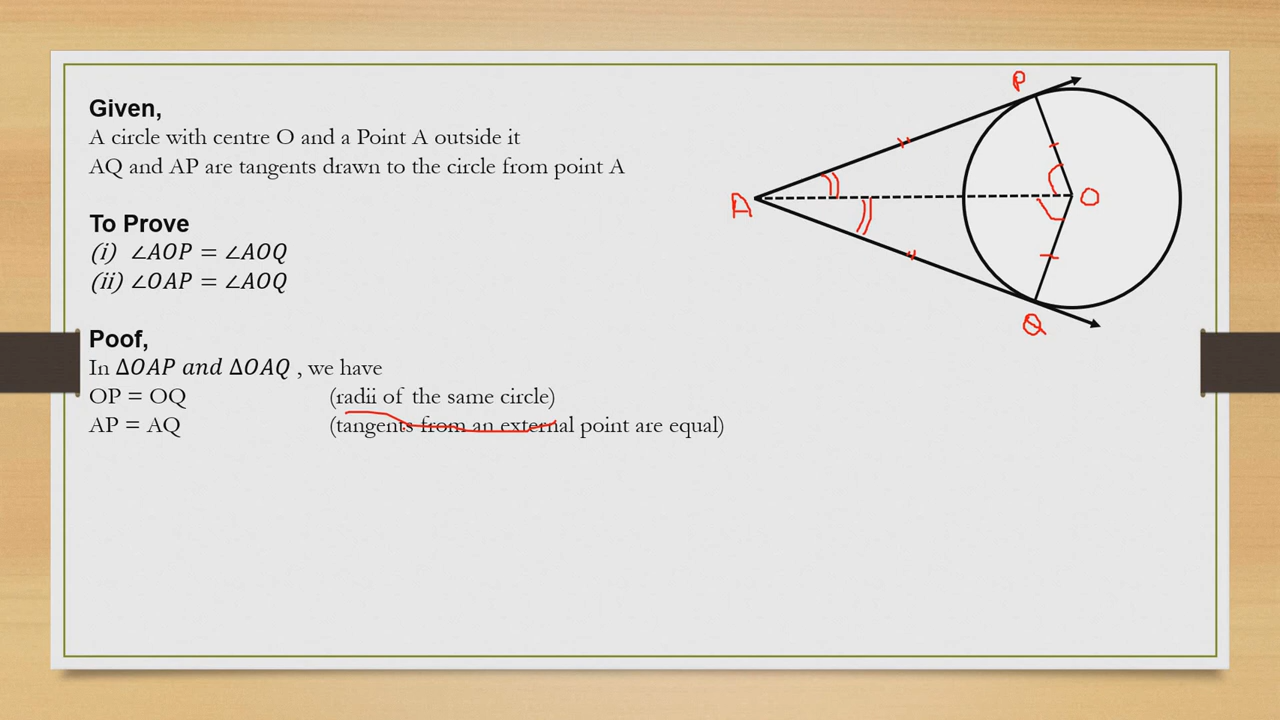 Given,
A circle with centre O and a Point A outside it
AQ and AP are tangents drawn to the circle from point A
To Prove
(i) ∠AOP = ∠AOQ
(ii) ∠OAP = ∠AOQ
Poof,
In ΔOAP and ΔOAQ , we have
OP = OQ (radii of the same circle)
AP = AQ (tangents from an external point are equal)
P
A
O
Q